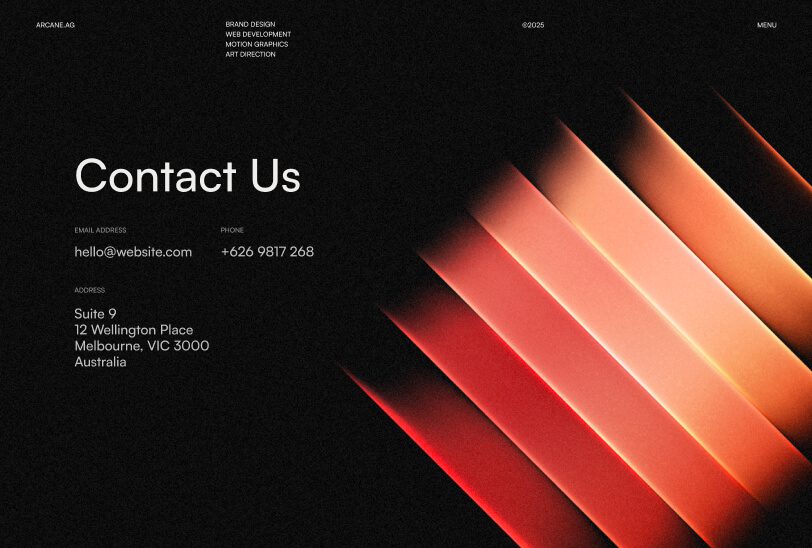 ARCANE.AG
BRAND DESIGN
WEB DEVELOPMENT
MOTION GRAPHICS
ART DIRECTION
©2025
MENU
Contact Us
EMAIL ADDRESS
hello@website.com
PHONE
+626 9817 268
ADDRESS
Suite 9
12 Wellington Place
Melbourne, VIC 3000
Australia